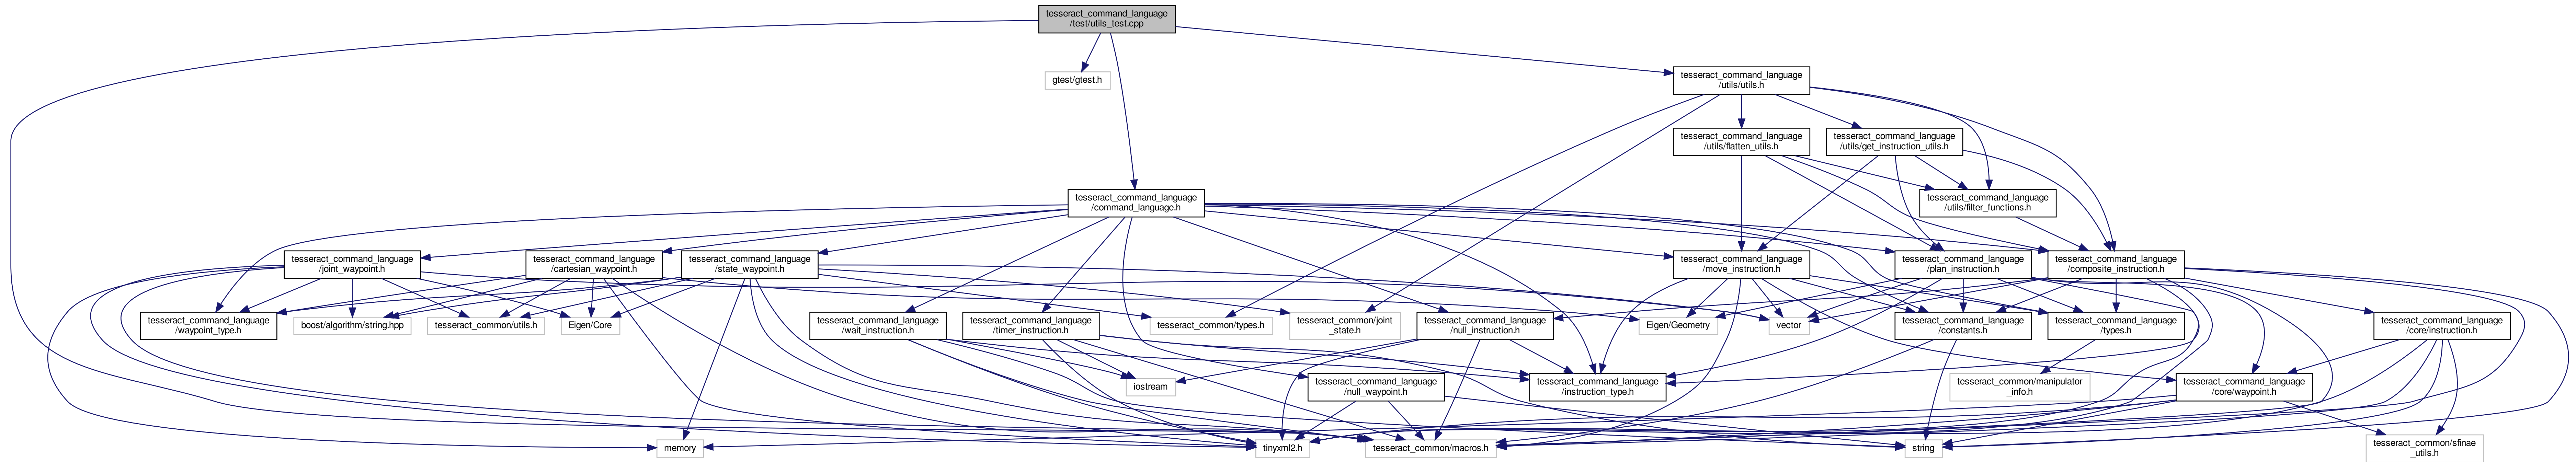 tesseract_command_language
/test/utils_test.cpp
gtest/gtest.h
tesseract_command_language
/utils/utils.h
tesseract_command_language
/utils/flatten_utils.h
tesseract_command_language
/utils/get_instruction_utils.h
tesseract_command_language
/command_language.h
tesseract_command_language
/utils/filter_functions.h
tesseract_command_language
/joint_waypoint.h
tesseract_command_language
/cartesian_waypoint.h
tesseract_command_language
/state_waypoint.h
tesseract_command_language
/move_instruction.h
tesseract_command_language
/plan_instruction.h
tesseract_command_language
/composite_instruction.h
tesseract_command_language
/waypoint_type.h
boost/algorithm/string.hpp
tesseract_common/utils.h
Eigen/Core
tesseract_command_language
/wait_instruction.h
tesseract_command_language
/timer_instruction.h
tesseract_common/types.h
tesseract_common/joint
_state.h
tesseract_command_language
/null_instruction.h
Eigen/Geometry
vector
tesseract_command_language
/constants.h
tesseract_command_language
/types.h
tesseract_command_language
/core/instruction.h
iostream
tesseract_command_language
/null_waypoint.h
tesseract_command_language
/instruction_type.h
tesseract_common/manipulator
_info.h
tesseract_command_language
/core/waypoint.h
memory
tinyxml2.h
tesseract_common/macros.h
string
tesseract_common/sfinae
_utils.h